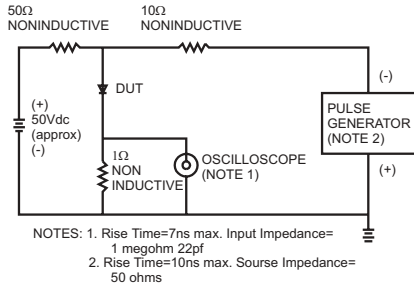 50Ω
NONINDUCTIVE
10Ω
NONINDUCTIVE
DUT
(+)
50Vdc
(approx)
(-)
1Ω
NON
INDUCTIVE
OSCILLOSCOPE
(NOTE 1)
(-)
PULSE
GENERATOR
(NOTE 2)
(+)
NOTES: 1. Rise Time=7ns max. Input Impedance=
1 megohm 22pf
2. Rise Time=10ns max. Sourse Impedance=
50 ohms